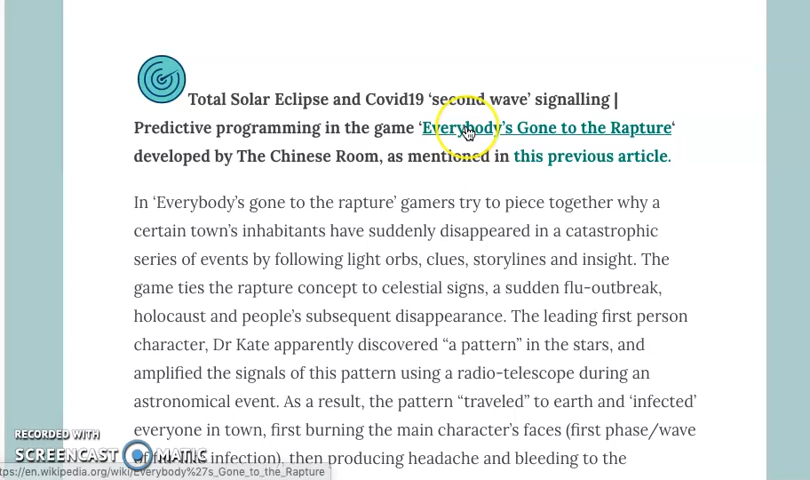 Total Solar Eclipse and Covid19 ‘second wave’ signalling |
Predictive programming in the game ‘Everybody’s Gone to the Rapture‘
developed by The Chinese Room, as mentioned in this previous article.
In ‘Everybody’s gone to the rapture’ gamers try to piece together why a
certain town’s inhabitants have suddenly disappeared in a catastrophic
series of events by following light orbs, clues, storylines and insight. The
game ties the rapture concept to celestial signs, a sudden flu-outbreak,
holocaust and people’s subsequent disappearance. The leading first person
character, Dr Kate apparently discovered “a pattern” in the stars, and
amplified the signals of this pattern using a radio-telescope during an
astronomical event. As a result, the pattern “traveled” to earth and ‘infected’
everyone in town, first burning the main character’s faces (first phase/wave
infection), then producing headache and bleeding to the
RECORDED WITH
SCREENCAST MATIC
tps://en.wikipedia.org/wiki/Everybody%27s_Gone_to_the_Rapture